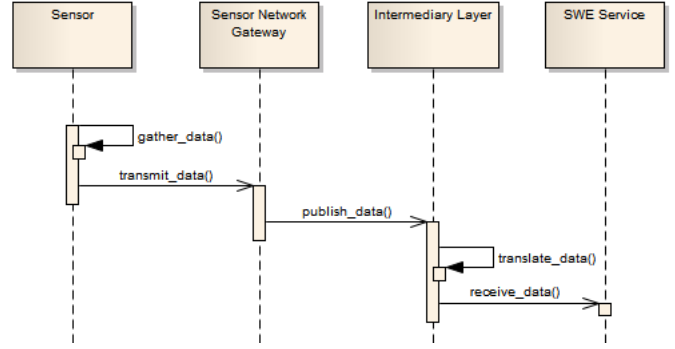 Sensor
Sensor Network
Gateway
Intermediary Layer
SWE Service
gather_data()
transmit_data()
publish_data()
translate_data()
receive_data()